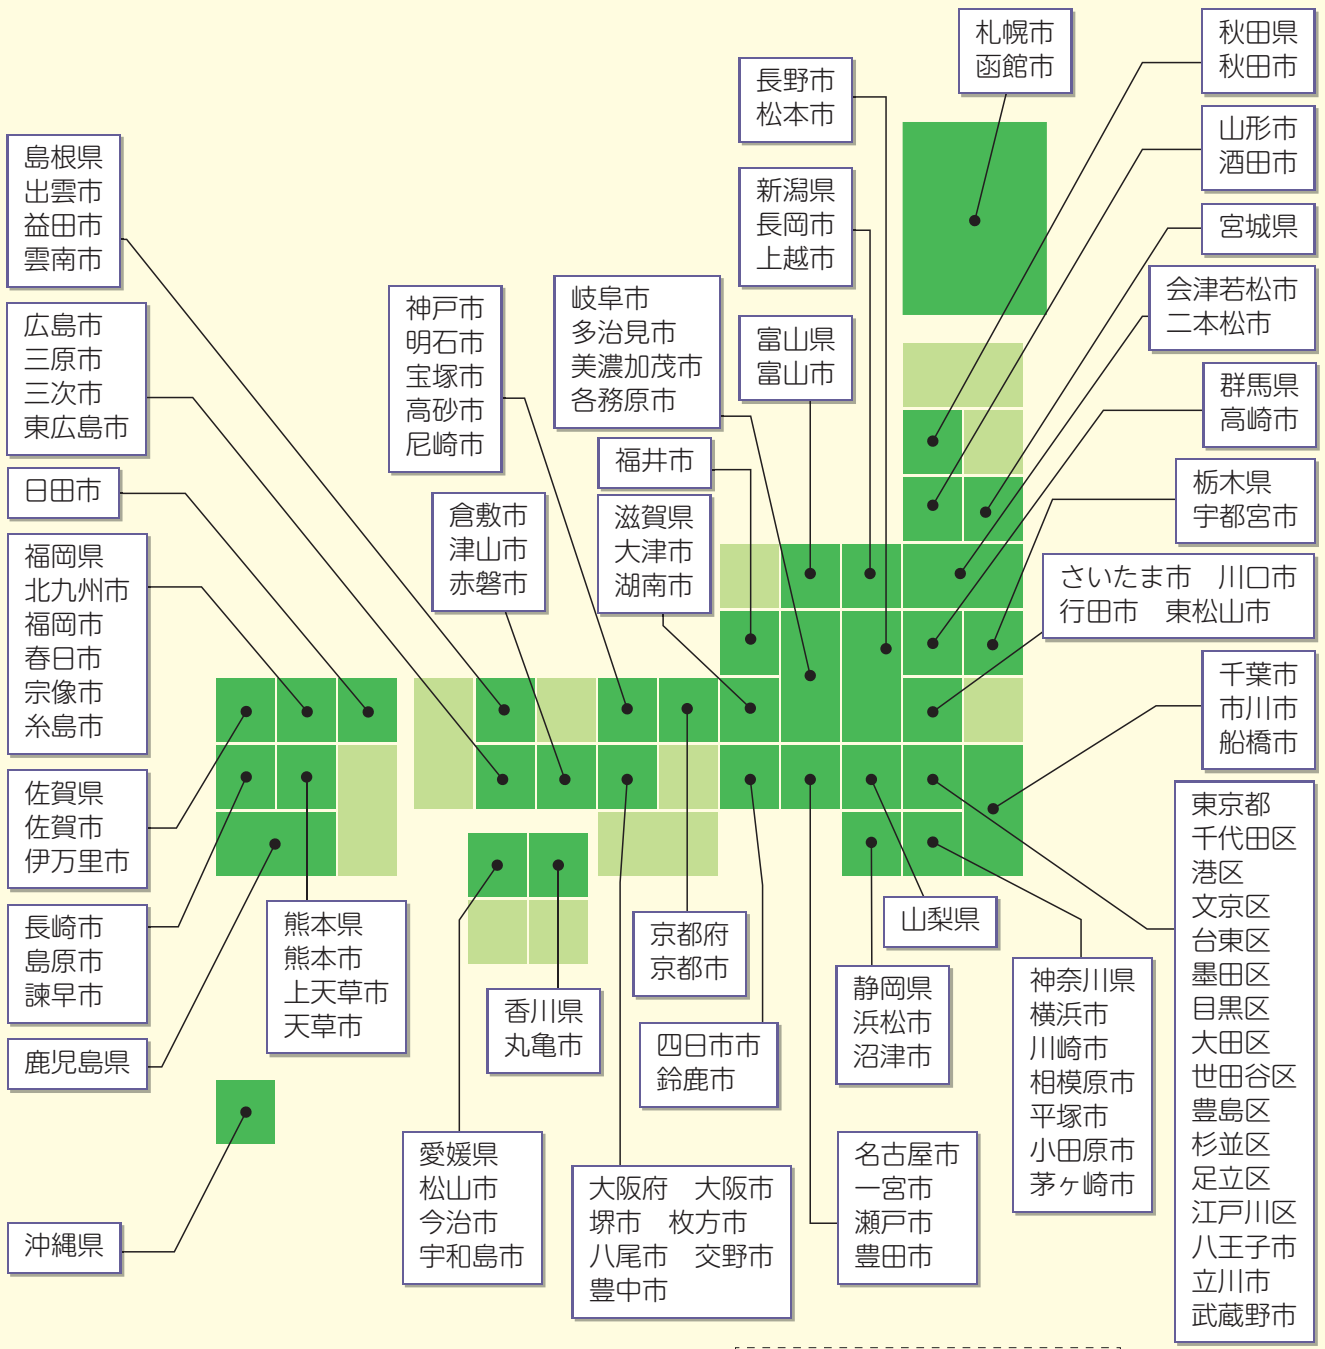 札幌市
函館市
秋田県
秋田市
長野市
松本市
山形市
酒田市
島根県
出雲市
益田市
雲南市
新潟県
長岡市
上越市
宮城県
会津若松市
二本松市
岐阜市
多治見市
美濃加茂市
各務原市
神戸市
明石市
宝塚市
高砂市
尼崎市
広島市
三原市
三次市
東広島市
富山県
富山市
群馬県
高崎市
福井市
栃木県
宇都宮市
日田市
倉敷市
津山市
赤磐市
滋賀県
大津市
湖南市
福岡県
北九州市
福岡市
春日市
宗像市
糸島市
さいたま市　川口市
行田市　東松山市
千葉市
市川市
船橋市
佐賀県
佐賀市
伊万里市
東京都
千代田区
港区
文京区
台東区
墨田区
目黒区
大田区
世田谷区
豊島区
杉並区
足立区
江戸川区
八王子市
立川市
武蔵野市
長崎市
島原市
諫早市
熊本県
熊本市
上天草市
天草市
山梨県
京都府
京都市
神奈川県
横浜市
川崎市
相模原市
平塚市
小田原市
茅ヶ崎市
静岡県
浜松市
沼津市
香川県
丸亀市
四日市市
鈴鹿市
鹿児島県
愛媛県
松山市
今治市
宇和島市
名古屋市
一宮市
瀬戸市
豊田市
大阪府　大阪市
堺市　枚方市
八尾市　交野市
豊中市
沖縄県